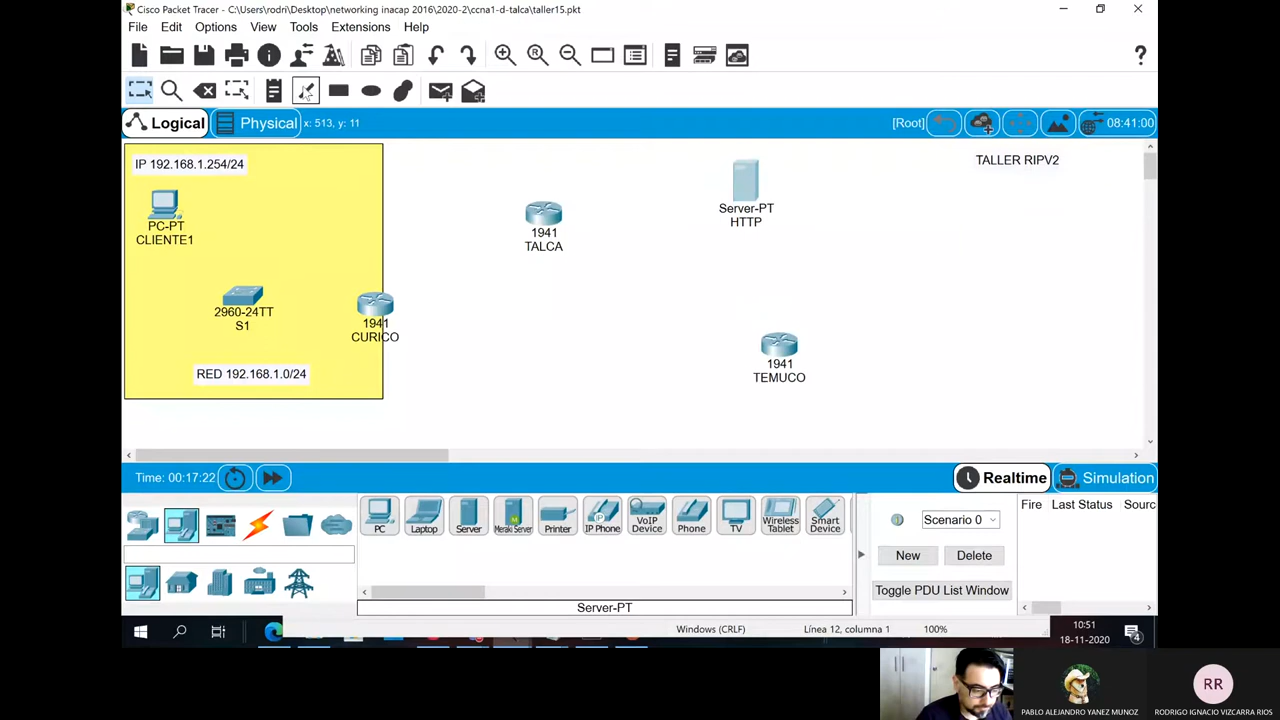 Cisco Packet Tracer - C:\Users\rodri\Desktop\networking inacap 2016\2020-2\ccna1-d-talca\taller15.pkt
File Edit Options View Tools Extensions Help
?
Logical Physical x: 513, y: 11 [Root] 08:41:00
IP 192.168.1.254/24
PC-PT
CLIENTE1
2960-24TT
S1
1941
CURICO
RED 192.168.1.0/24
1941
TALCA
Server-PT
HTTP
1941
TEMUCO
TALLER RIPV2
Time: 00:17:22 Realtime Simulation
PC Laptop Server Meraki Server Printer IP Phone VoIP Device Phone TV Wireless Tablet Smart Device
Server-PT
Scenario 0
New Delete
Toggle PDU List Window
Fire Last Status Sourc
Windows (CRLF) Línea 12, columna 1 100%
10:51
18-11-2020
4
RR
PABLO ALEJANDRO YANEZ MUNOZ
RODRIGO IGNACIO VIZCARRA RIOS